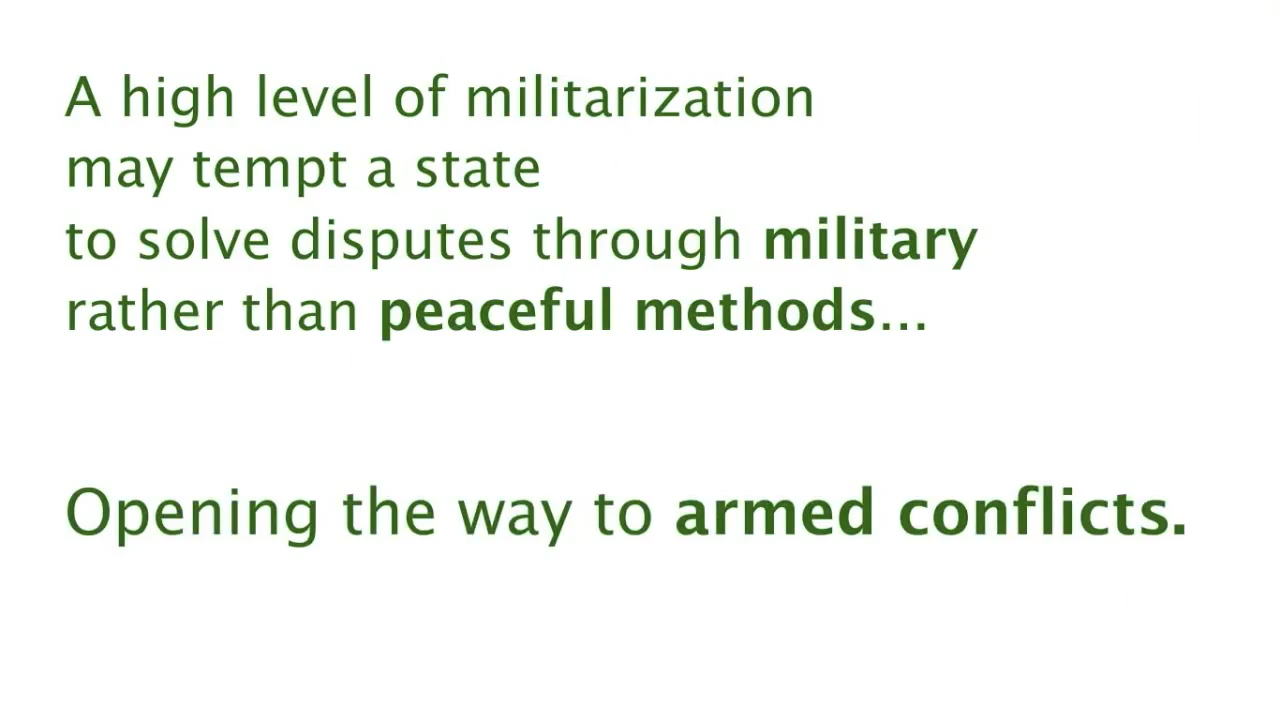 A high level of militarization
may tempt a state
to solve disputes through military
rather than peaceful methods...
Opening the way to armed conflicts.